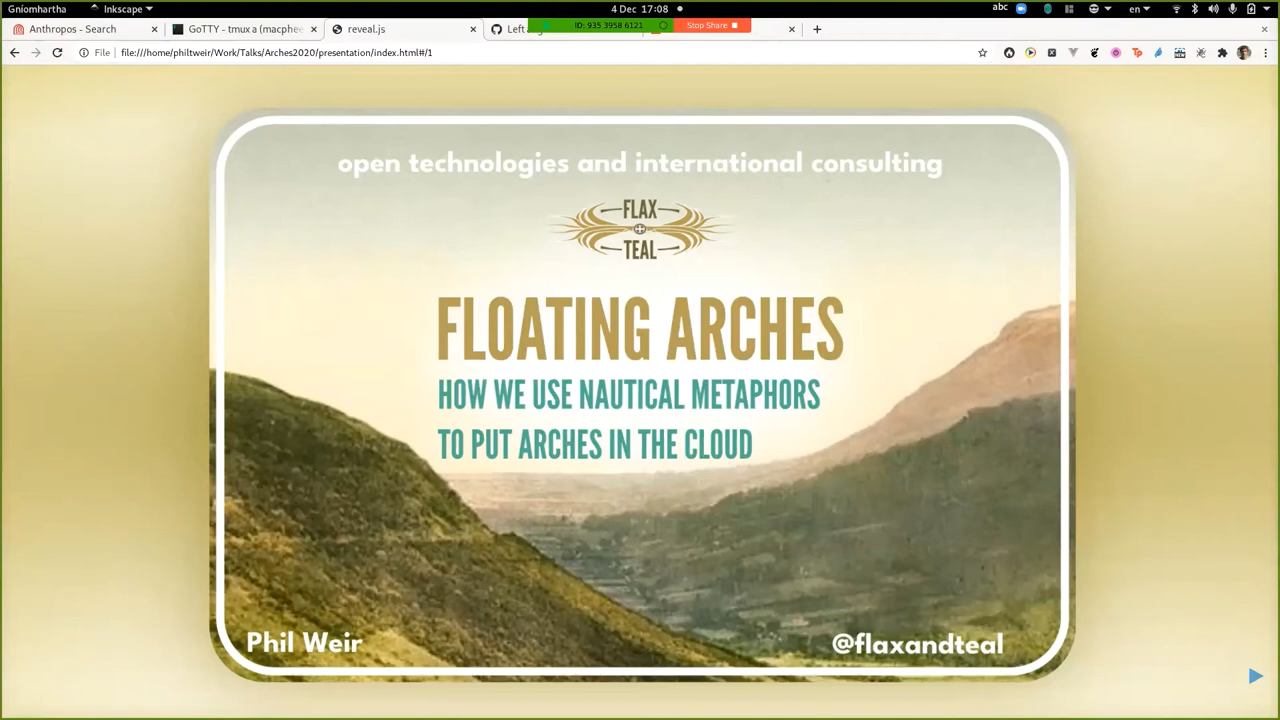 Gníomhartha
Inkscape
4 Dec 17:08
abc
en
ID: 935 3958 6121
Stop Share
Anthropos - Search
GoTTY - tmux a (macphee
reveal.js
Left
File
file:///home/philtweir/Work/Talks/Arches2020/presentation/index.html#/1
open technologies and international consulting
FLAX
TEAL
FLOATING ARCHES
HOW WE USE NAUTICAL METAPHORS
TO PUT ARCHES IN THE CLOUD
Phil Weir
@flaxandteal